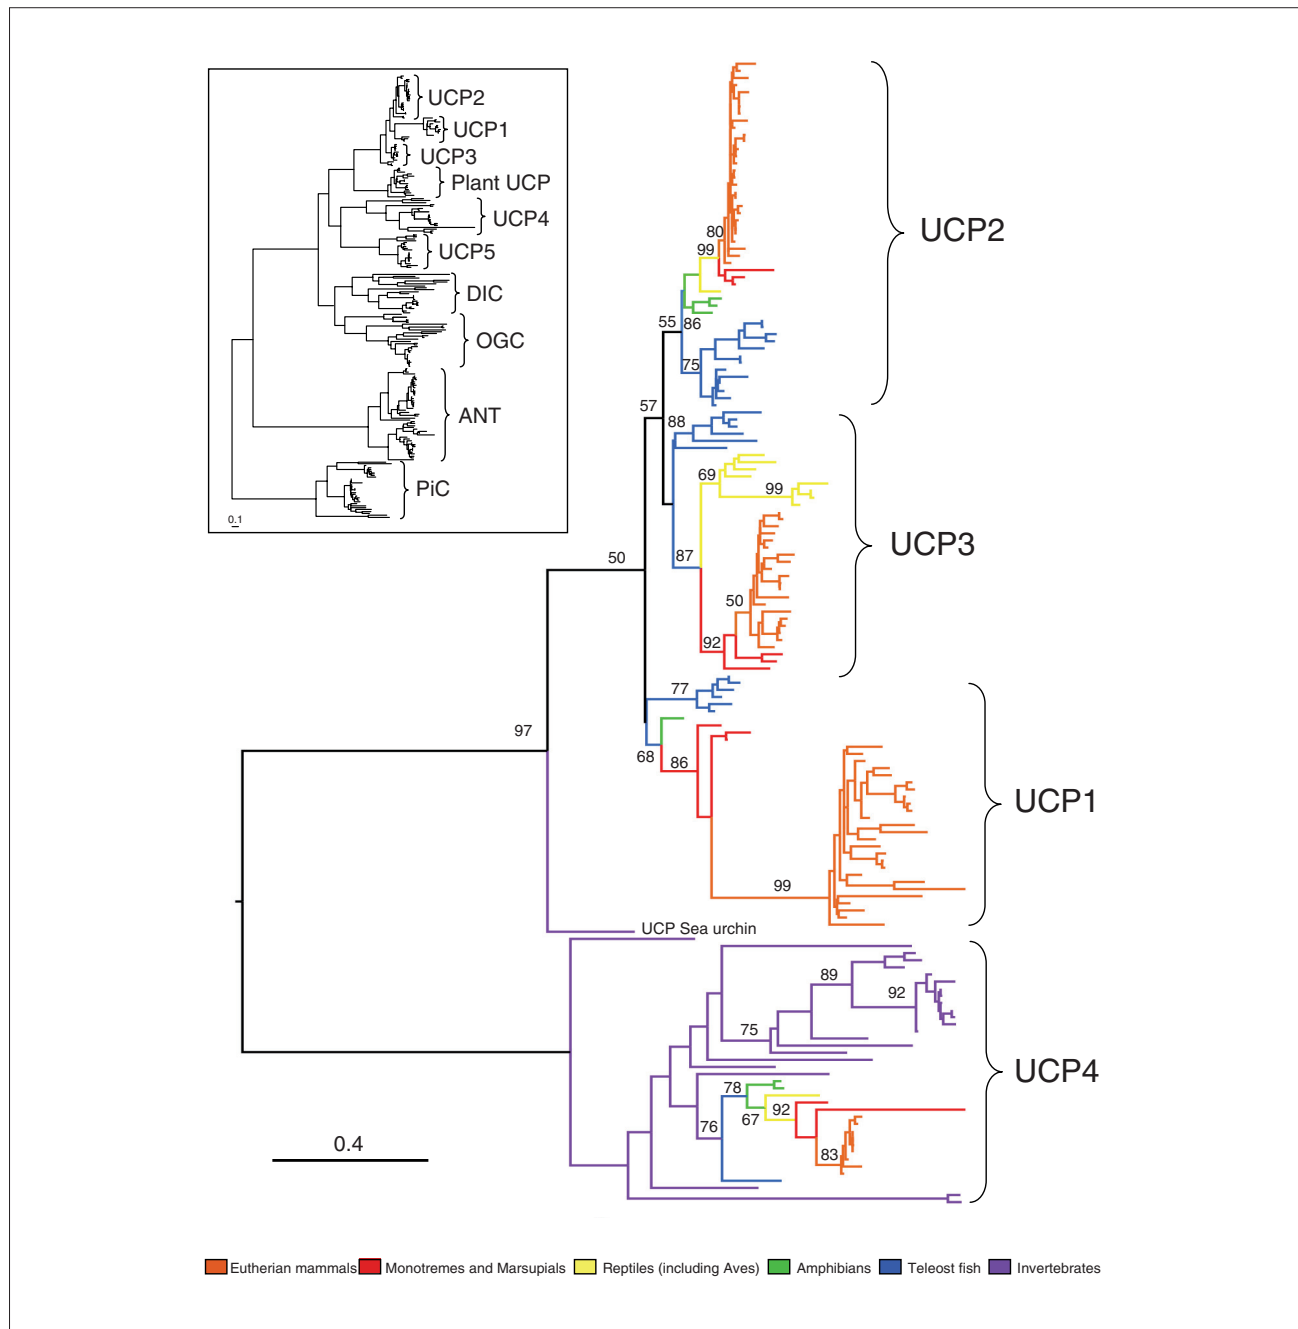 UCP2
UCP1
UCP3
Plant UCP
UCP4
UCP5
DIC
OGC
ANT
PiC
0.1
80
99
55
86
75
UCP2
57
88
69
99
87
50
92
UCP3
50
77
97
68
86
99
UCP1
UCP Sea urchin
89
92
75
78
67
92
76
83
UCP4
0.4
Eutherian mammals Monotremes and Marsupials Reptiles (including Aves) Amphibians Teleost fish Invertebrates